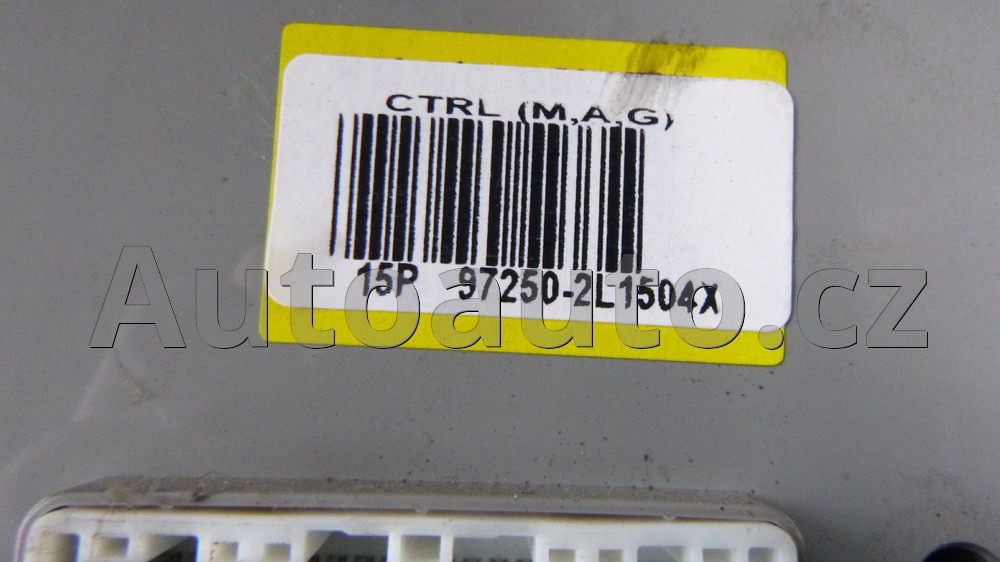 CTRL (M,A,G)
15P 97250-2L1504X
Autoauto.cz